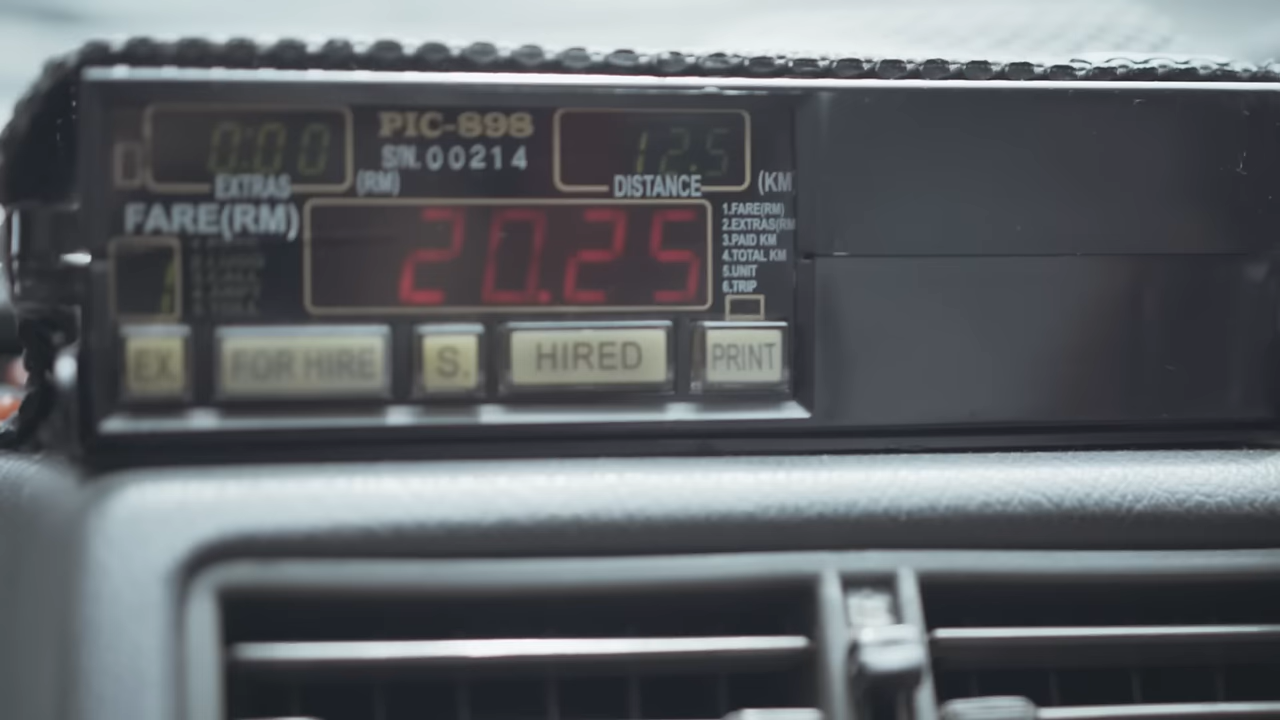 0:00
PIC-898
12.5
S/N. 00214
EXTRAS (RM)
DISTANCE (KM
FARE(RM)
20.25
1.FARE(RM)
2.EXTRAS(RM
3.PAID KM
4.TOTAL KM
5.UNIT
6.TRIP
1
EX.
FOR HIRE
S.
HIRED
PRINT